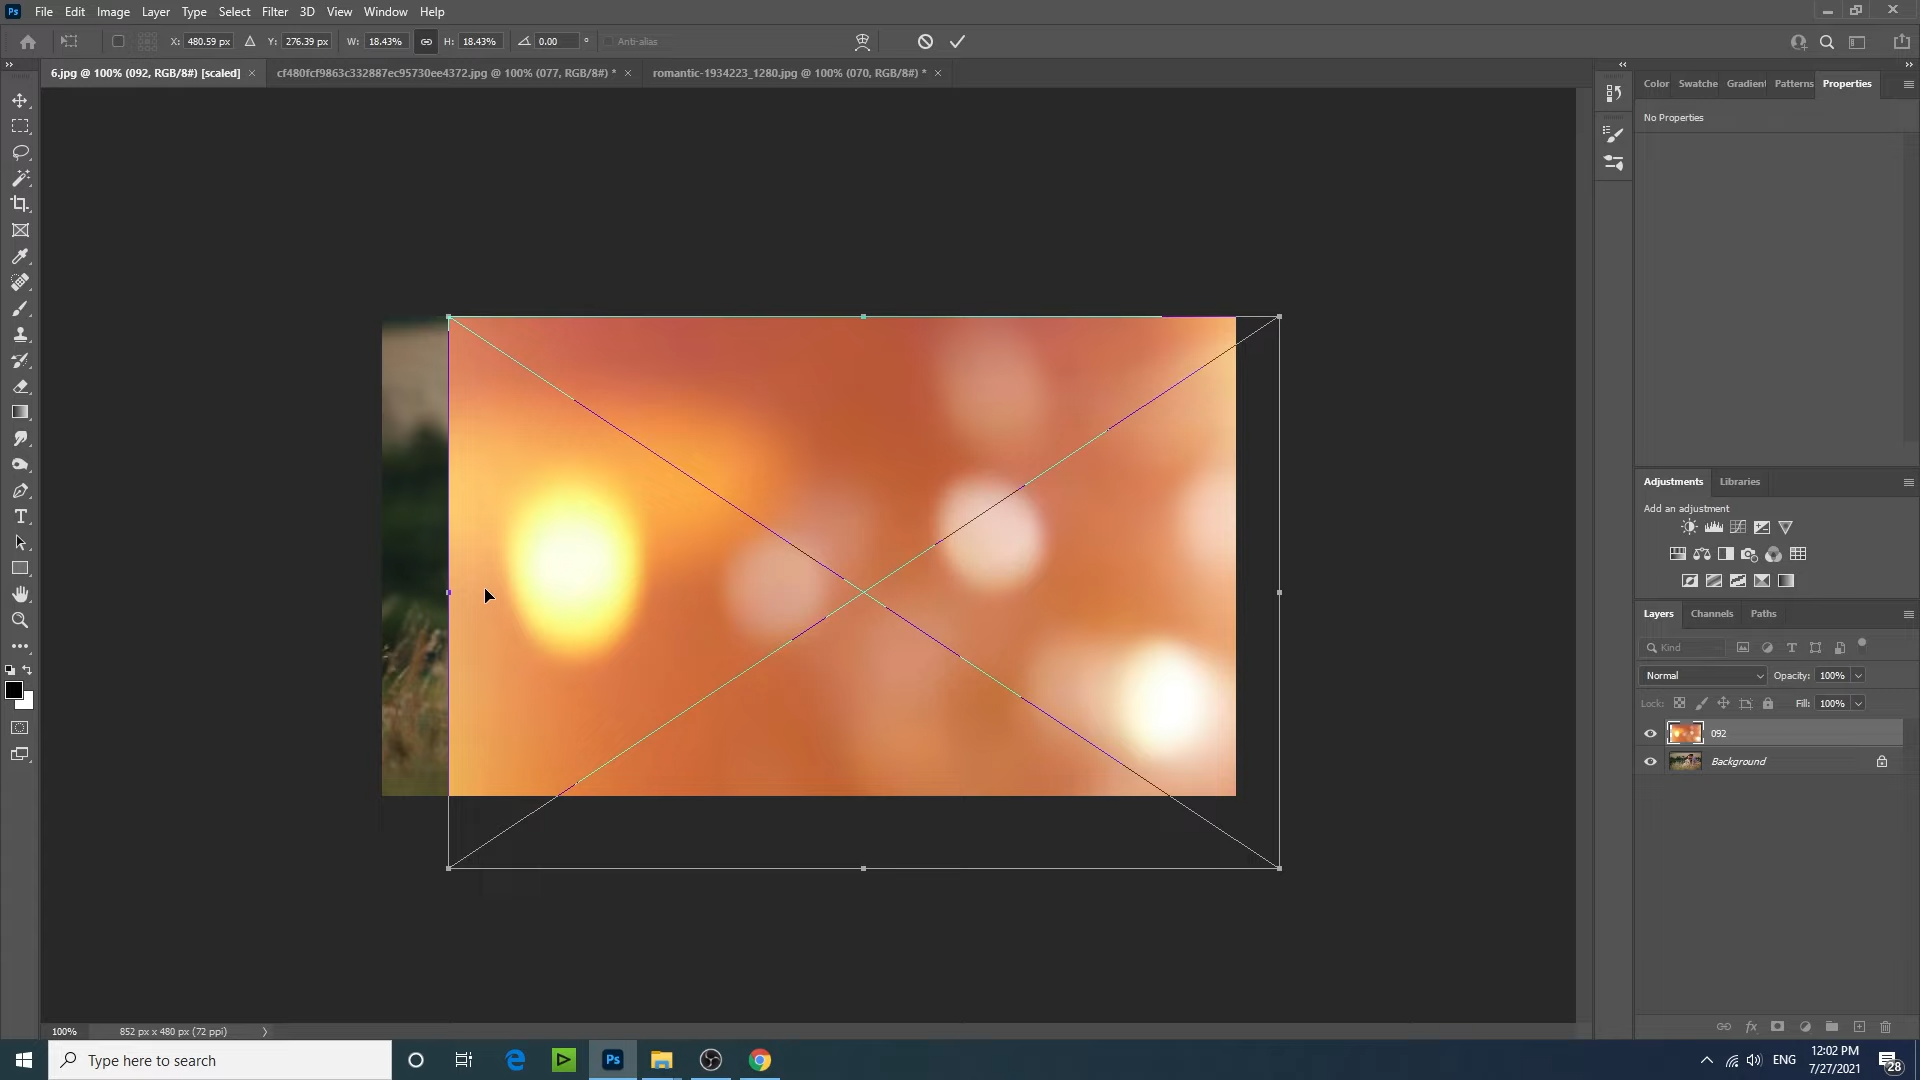 Ps File Edit Image Layer Type Select Filter 3D View Window Help
X: 480.59 px Y: 276.39 px W: 18.43% H: 18.43% 0.00 ° Anti-alias
6.jpg @ 100% (092, RGB/8#) [scaled] × cf480fcf9863c332887ec95730ee4372.jpg @ 100% (077, RGB/8#) * × romantic-1934223_1280.jpg @ 100% (070, RGB/8#) * ×
Color Swatche Gradient Patterns Properties
No Properties
Adjustments Libraries
Add an adjustment
Layers Channels Paths
Kind
Normal Opacity: 100%
Lock: Fill: 100%
092
Background
100% 852 px x 480 px (72 ppi)
Type here to search
Ps
ENG
12:02 PM
7/27/2021
28